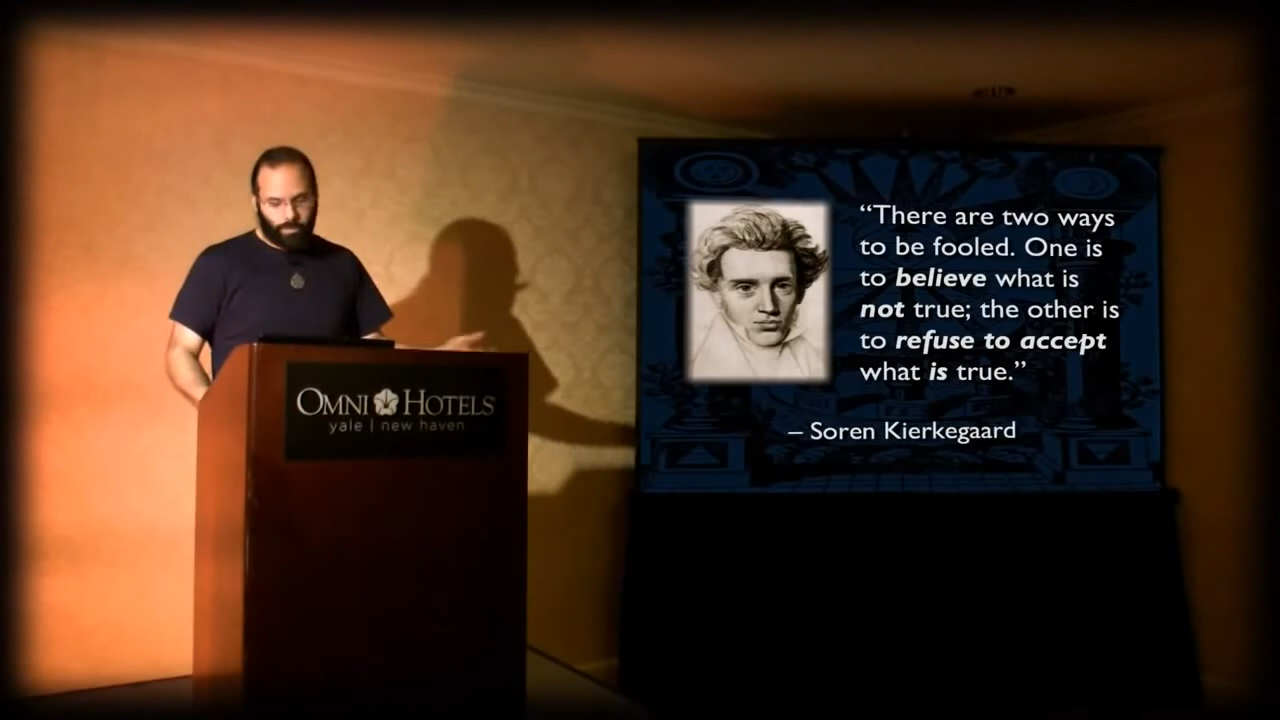 OMNI HOTELS
yale | new haven
“There are two ways
to be fooled. One is
to believe what is
not true; the other is
to refuse to accept
what is true.”
– Soren Kierkegaard